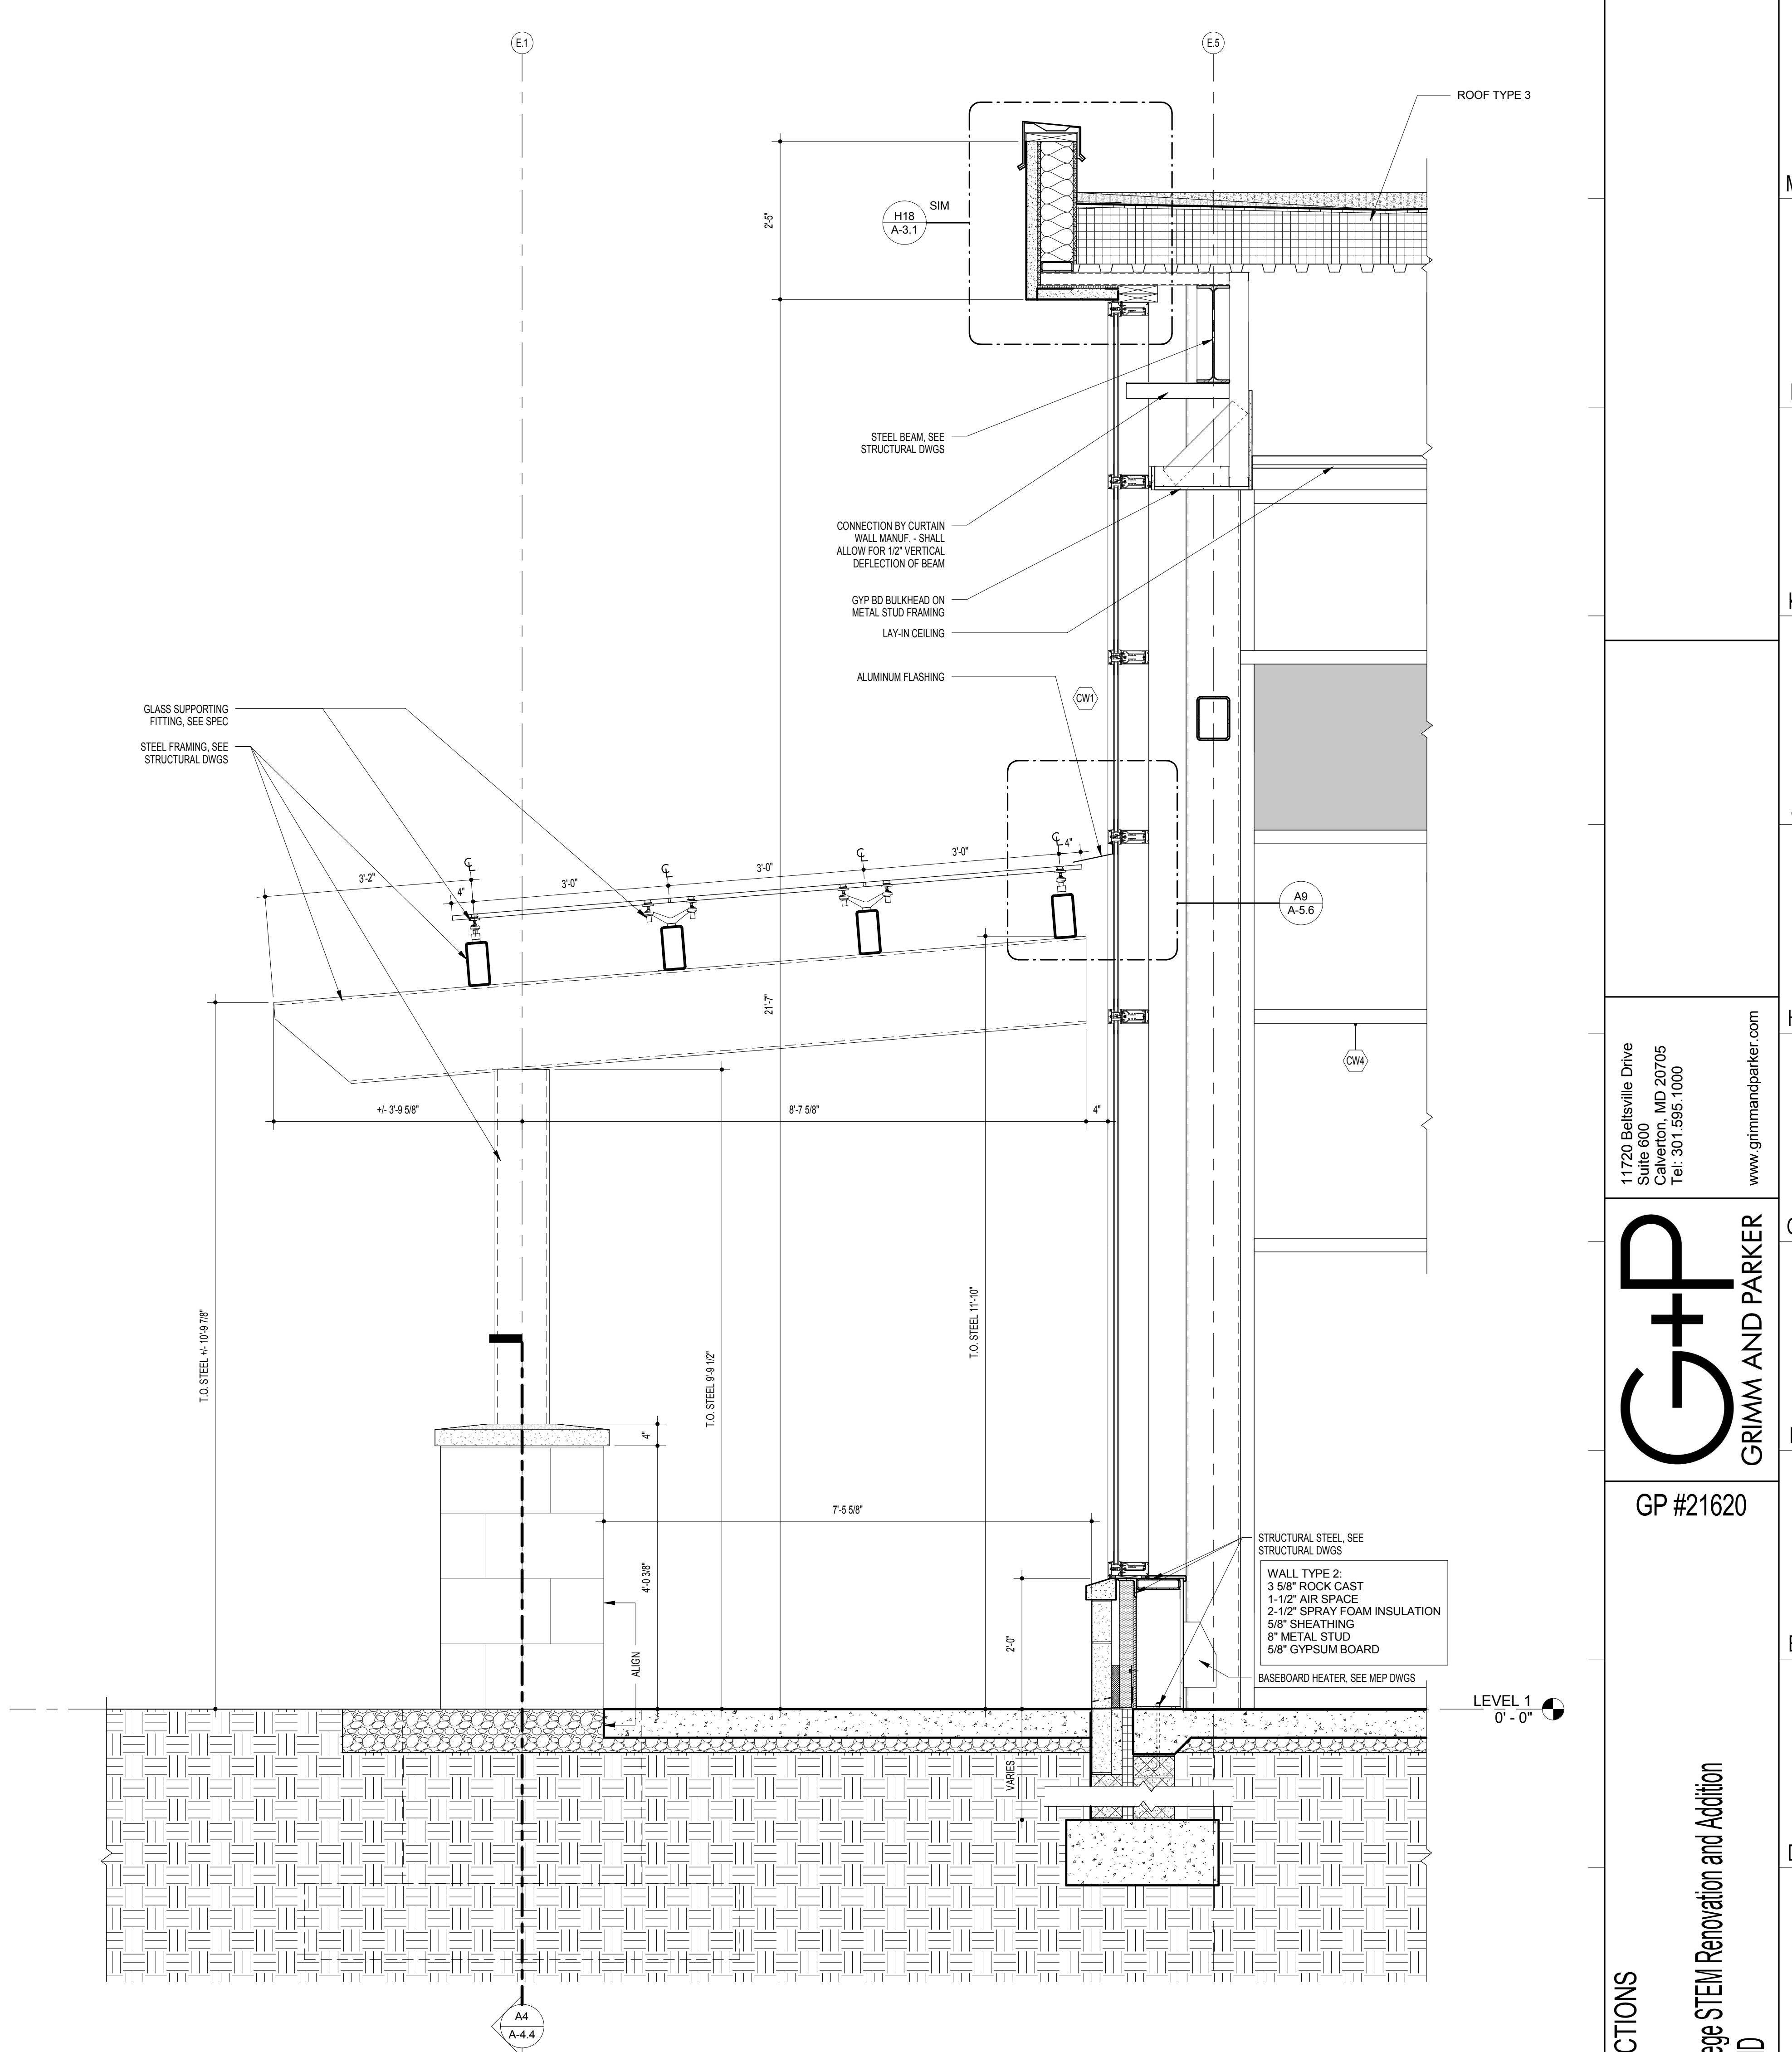 E.1
E.5
ROOF TYPE 3
2'-5"
SIM
H18
A-3.1
STEEL BEAM, SEE
STRUCTURAL DWGS
CONNECTION BY CURTAIN
WALL MANUF. - SHALL
ALLOW FOR 1/2" VERTICAL
DEFLECTION OF BEAM
GYP BD BULKHEAD ON
METAL STUD FRAMING
LAY-IN CEILING
ALUMINUM FLASHING
CW1
GLASS SUPPORTING
FITTING, SEE SPEC
STEEL FRAMING, SEE
STRUCTURAL DWGS
3'-2"
4"
3'-0"
3'-0"
3'-0"
4"
A9
A-5.6
21'-7"
CW4
+/- 3'-9 5/8"
8'-7 5/8"
4"
T.O. STEEL +/- 10'-9 7/8"
T.O. STEEL 9'-9 1/2"
T.O. STEEL 11'-10"
4"
7'-5 5/8"
4'-0 3/8"
ALIGN
2'-0"
VARIES
STRUCTURAL STEEL, SEE
STRUCTURAL DWGS
WALL TYPE 2:
3 5/8" ROCK CAST
1-1/2" AIR SPACE
2-1/2" SPRAY FOAM INSULATION
5/8" SHEATHING
8" METAL STUD
5/8" GYPSUM BOARD
BASEBOARD HEATER, SEE MEP DWGS
LEVEL 1
0' - 0"
A4
A-4.4
11720 Beltsville Drive
Suite 600
Calverton, MD 20705
Tel: 301.595.1000
www.grimmandparker.com
G+P
GRIMM AND PARKER
GP #21620
STEM Renovation and Addition